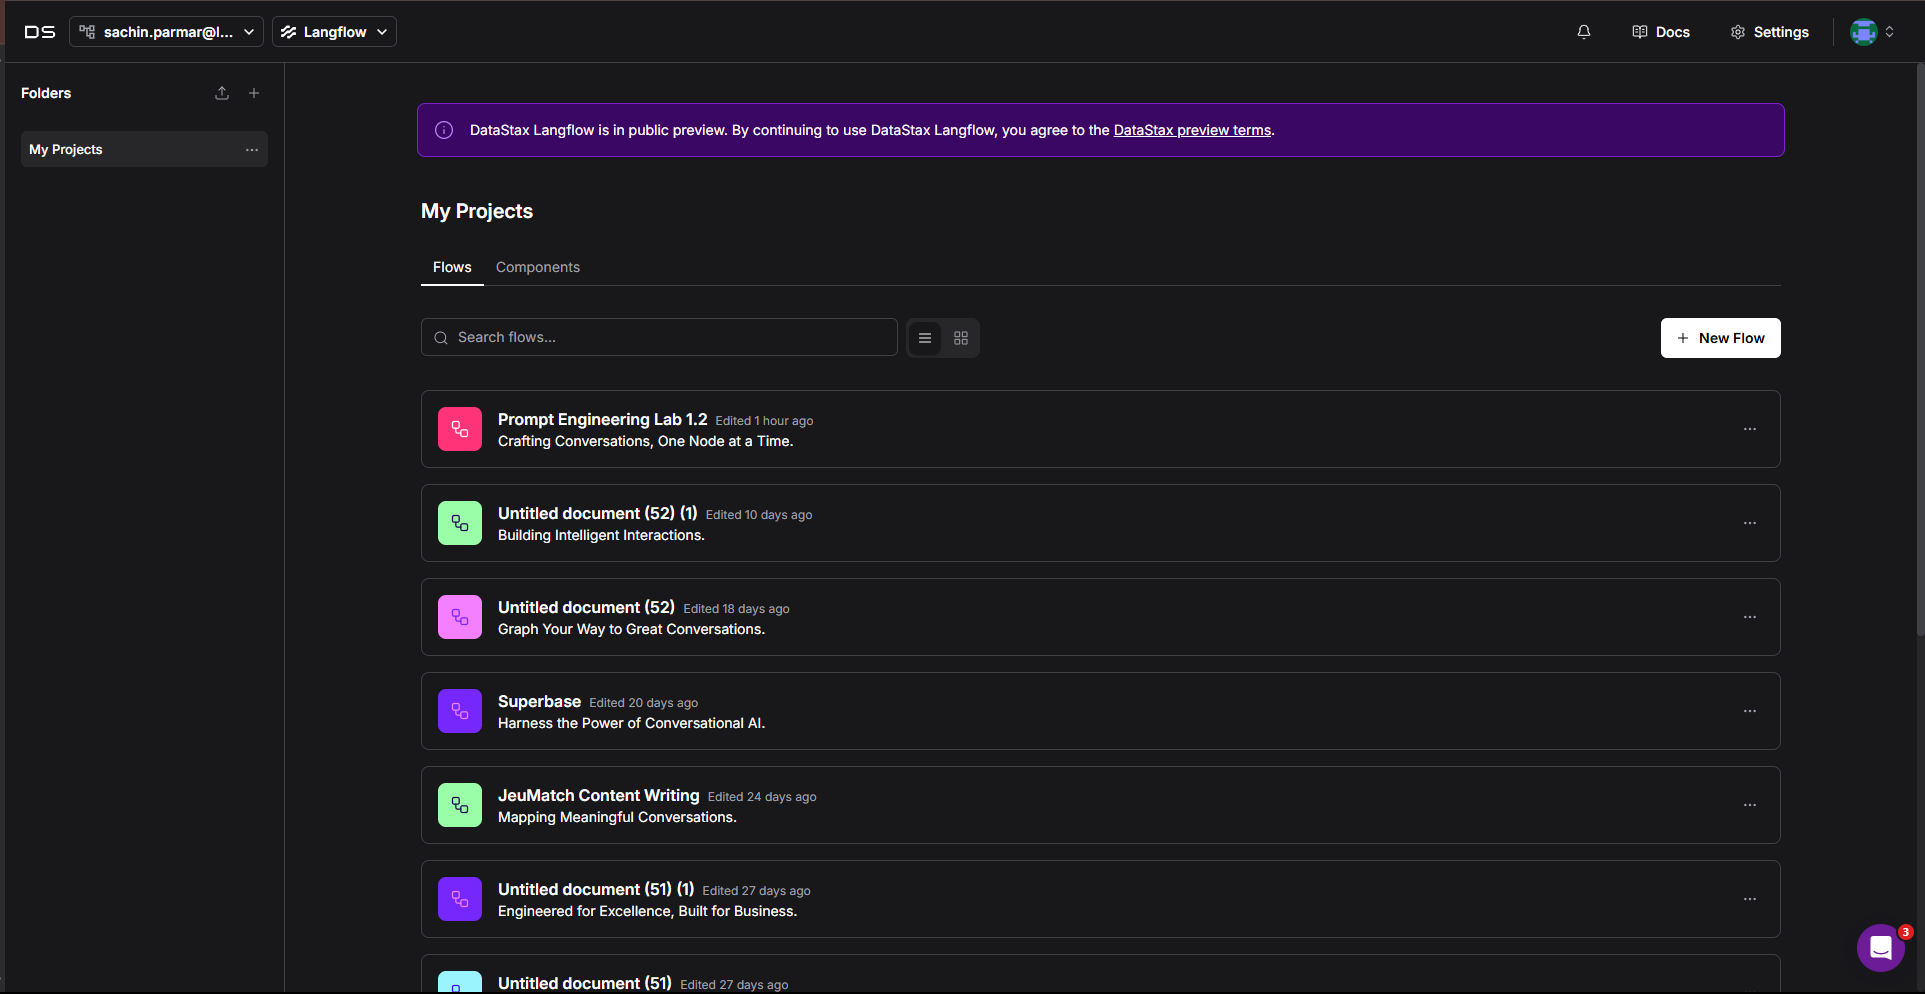 DS
sachin.parmar@l...
Langflow
Docs
Settings
Folders
My Projects
DataStax Langflow is in public preview. By continuing to use DataStax Langflow, you agree to the DataStax preview terms.
My Projects
Flows
Components
Search flows...
New Flow
Prompt Engineering Lab 1.2 Edited 1 hour ago
Crafting Conversations, One Node at a Time.
Untitled document (52) (1) Edited 10 days ago
Building Intelligent Interactions.
Untitled document (52) Edited 18 days ago
Graph Your Way to Great Conversations.
Superbase Edited 20 days ago
Harness the Power of Conversational AI.
JeuMatch Content Writing Edited 24 days ago
Mapping Meaningful Conversations.
Untitled document (51) (1) Edited 27 days ago
Engineered for Excellence, Built for Business.
Untitled document (51) Edited 27 days ago
3